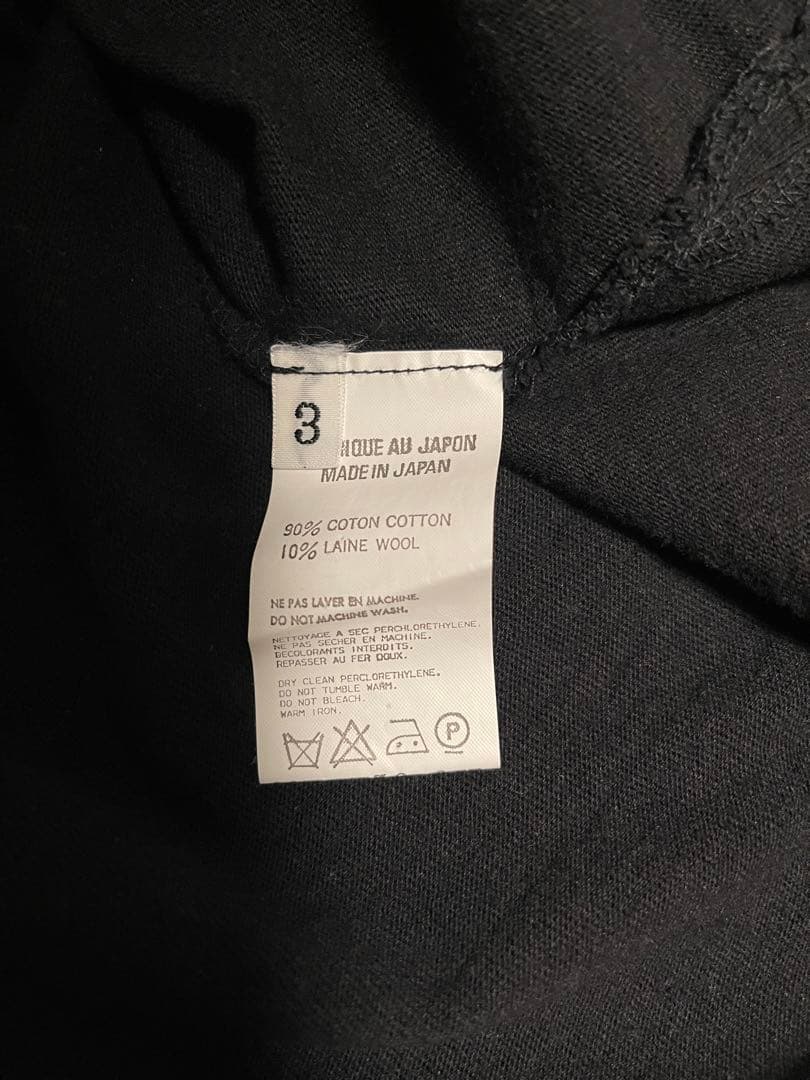 3
IQUE AU JAPON
MADE IN JAPAN
90% COTON COTTON
10% LAINE WOOL
NE PAS LAVER EN MACHINE.
DO NOT MACHINE WASH.
NETTOYAGE A SEC PERCHLORETHYLENE.
NE PAS SECHER EN MACHINE.
DECOLORANTS INTERDITS.
REPASSER AU FER DOUX.
DRY CLEAN PERCLORETHYLENE.
DO NOT TUMBLE WARM.
DO NOT BLEACH.
WARM IRON.
P